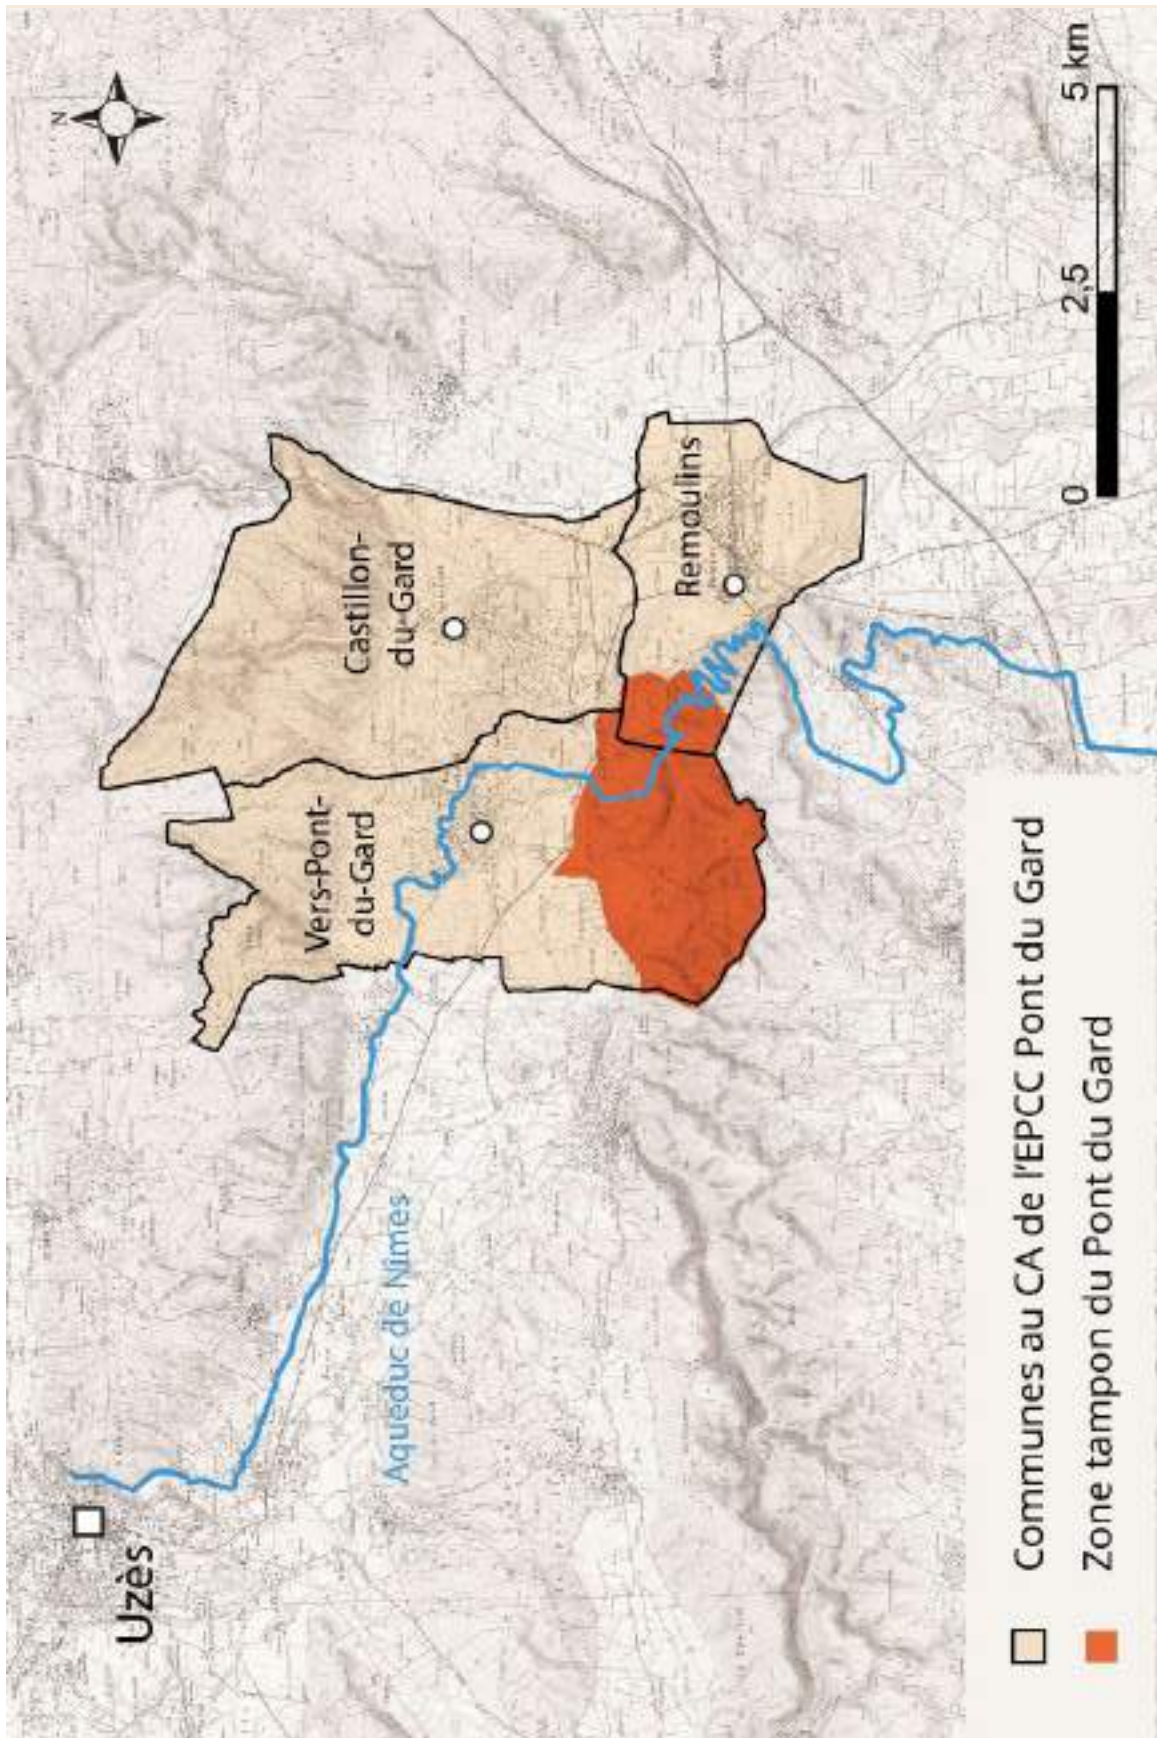 N
Uzès
Vers-Pont-
du-Gard
Castillon-
du-Gard
Remoulins
Aqueduc de Nîmes
Communes au CA de l'EPCC Pont du Gard
Zone tampon du Pont du Gard
0
2,5
5 km